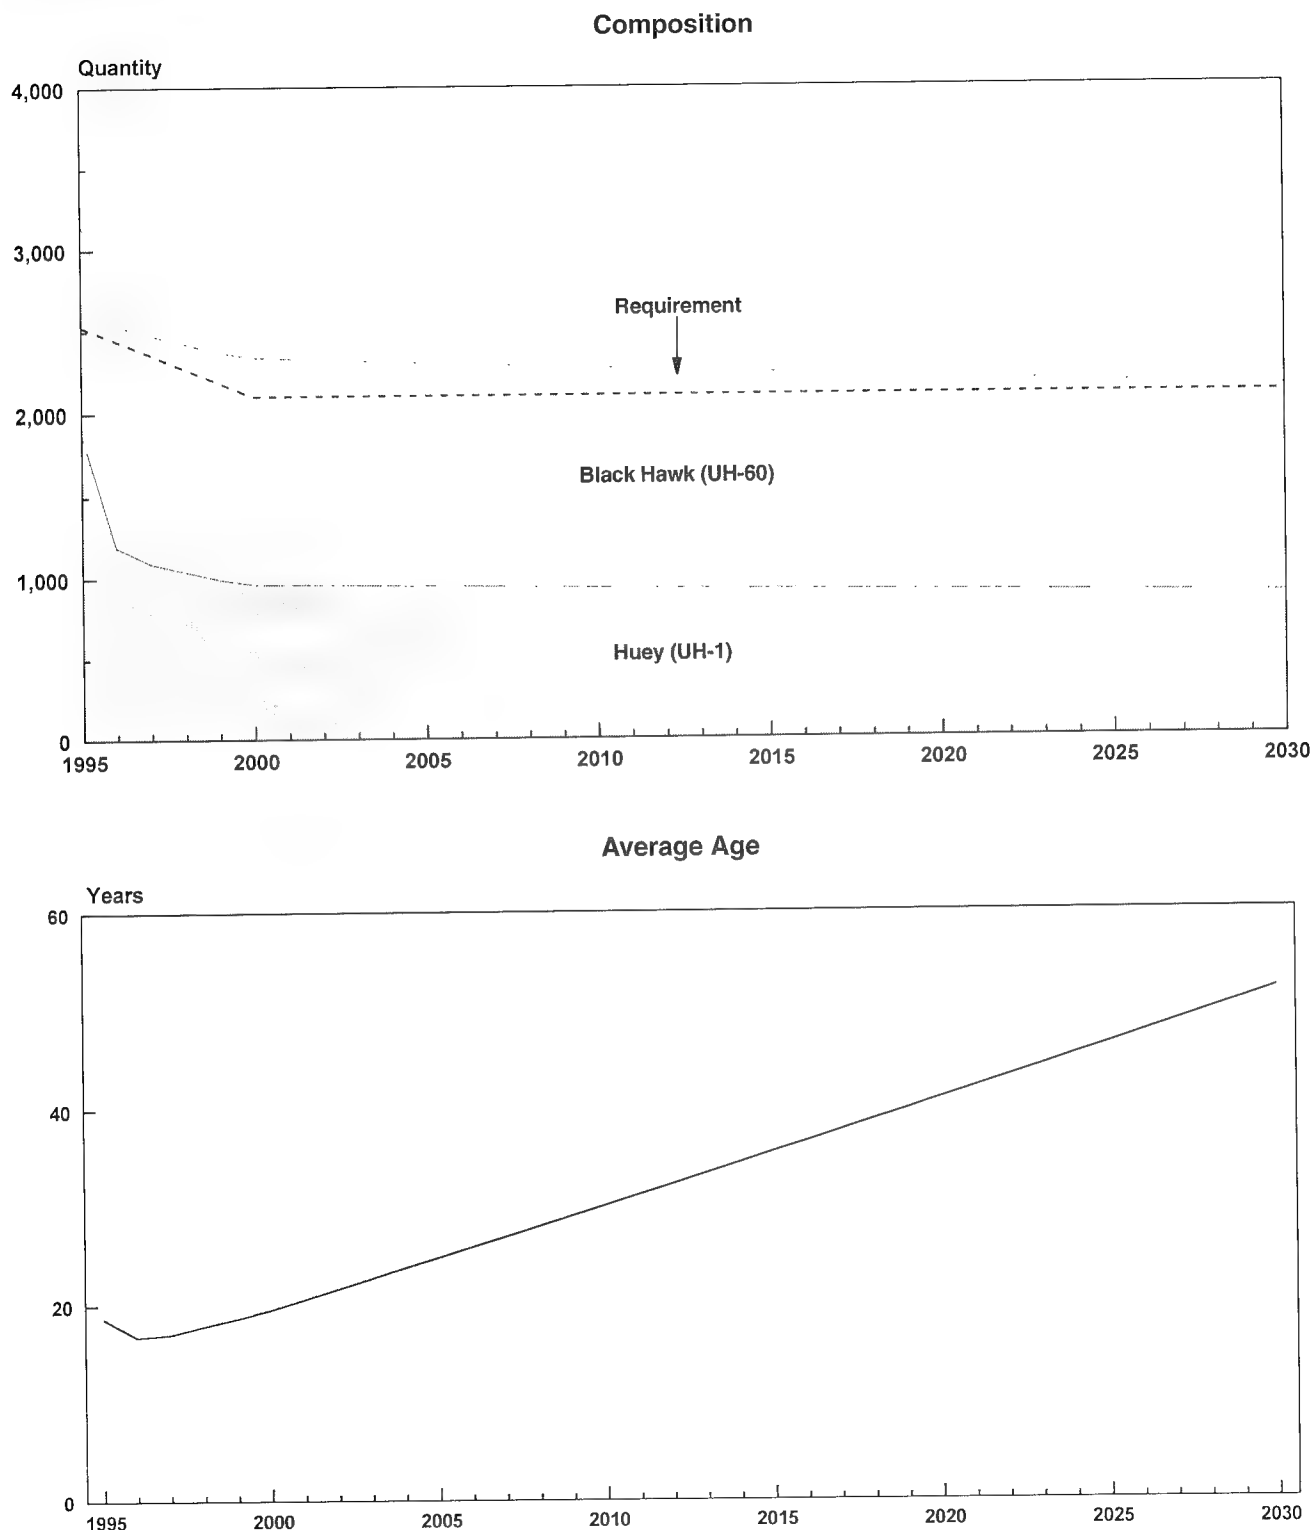 Composition
Quantity
4,000
3,000
Requirement
2,000
Black Hawk (UH-60)
1,000
Huey (UH-1)
0
1995 2000 2005 2010 2015 2020 2025 2030
Average Age
Years
60
40
20
0
1995 2000 2005 2010 2015 2020 2025 2030